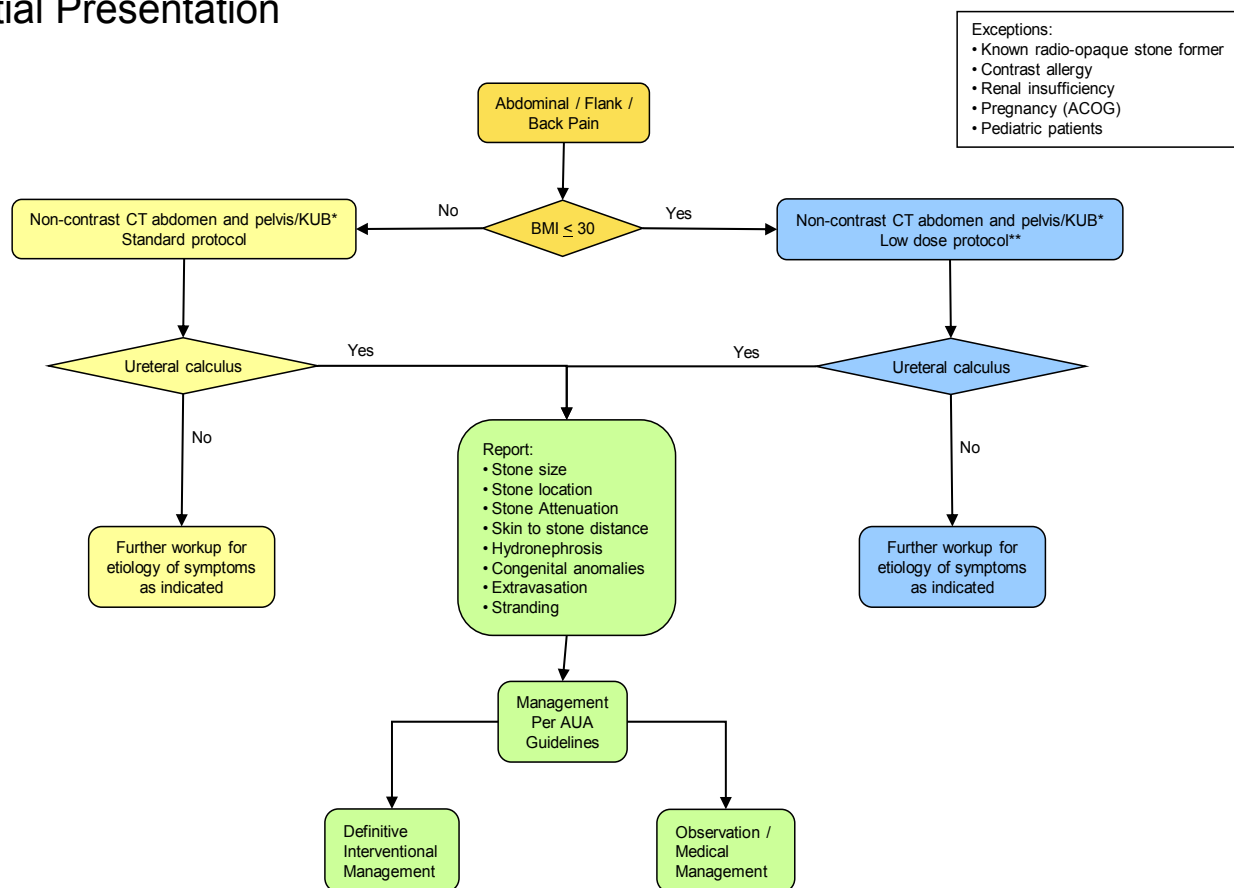 tial Presentation
Exceptions:
• Known radio-opaque stone former
• Contrast allergy
• Renal insufficiency
• Pregnancy (ACOG)
• Pediatric patients
Abdominal / Flank /
Back Pain
No
BMI ≤ 30
Yes
Non-contrast CT abdomen and pelvis/KUB*
Standard protocol
Non-contrast CT abdomen and pelvis/KUB*
Low dose protocol**
Ureteral calculus
Yes
Yes
Ureteral calculus
No
No
Report:
• Stone size
• Stone location
• Stone Attenuation
• Skin to stone distance
• Hydronephrosis
• Congenital anomalies
• Extravasation
• Stranding
Further workup for
etiology of symptoms
as indicated
Further workup for
etiology of symptoms
as indicated
Management
Per AUA
Guidelines
Definitive
Interventional
Management
Observation /
Medical
Management